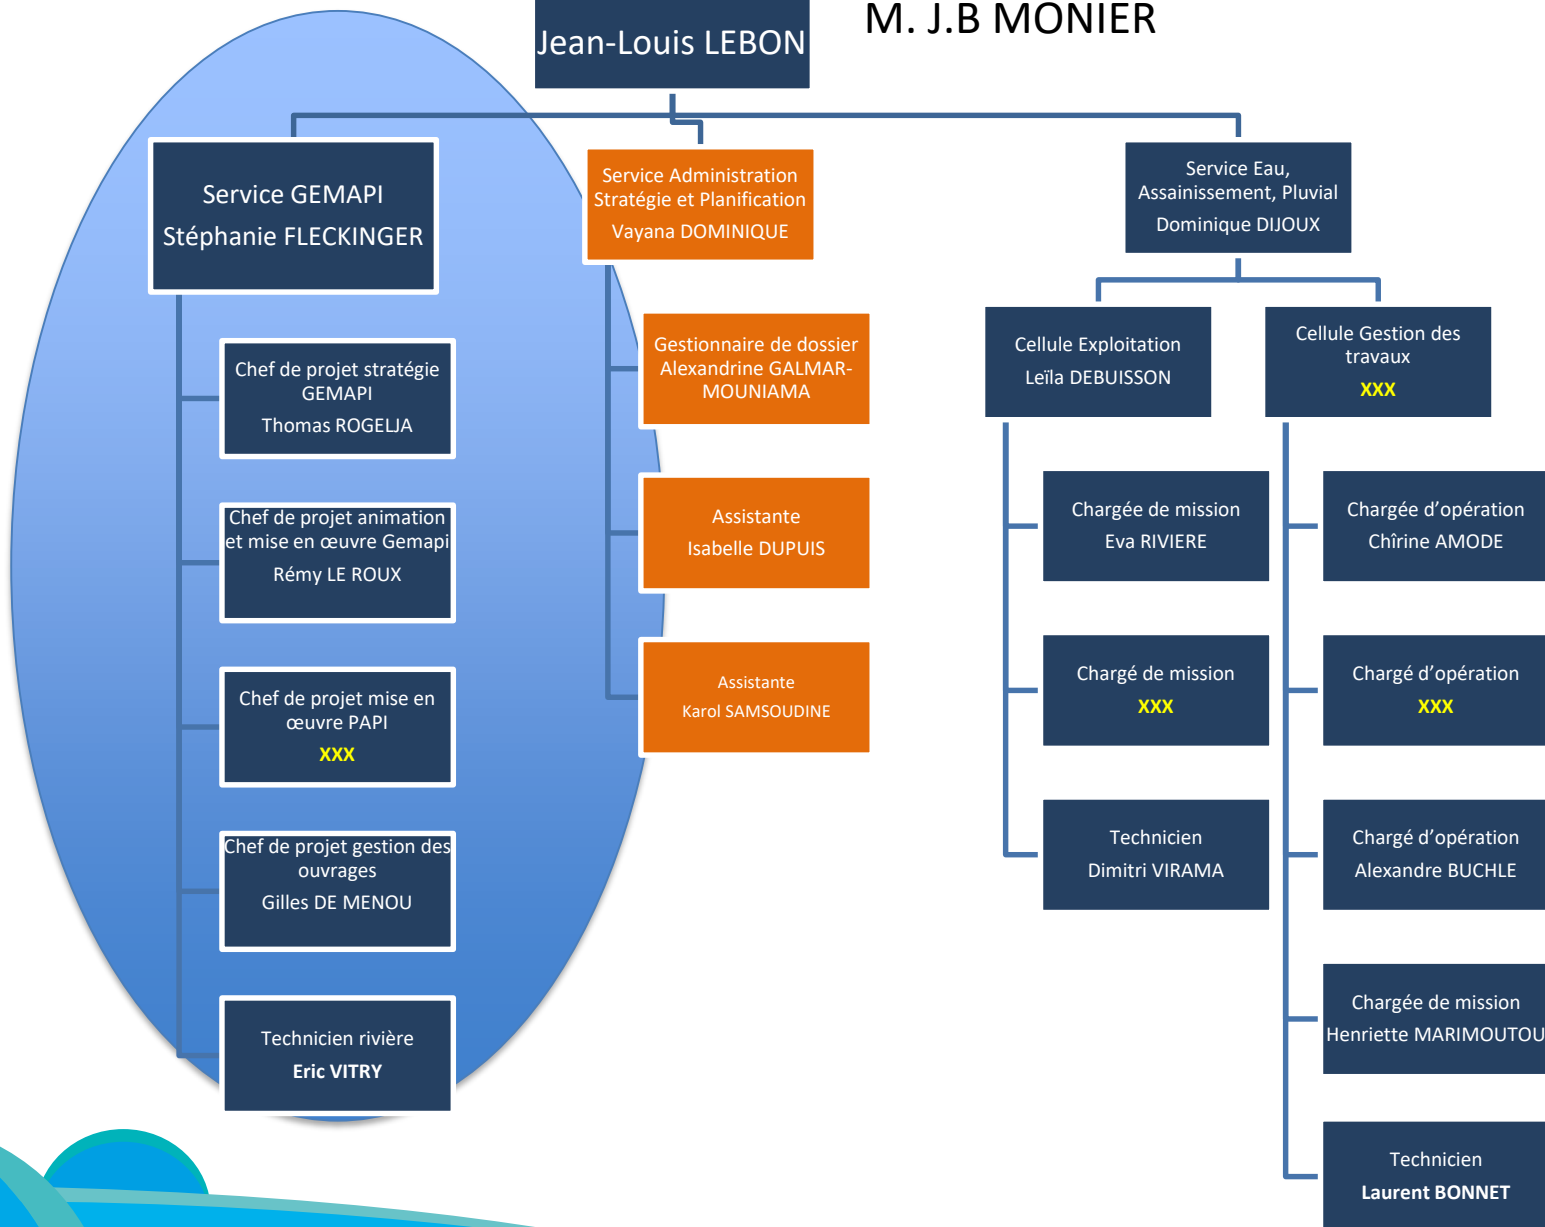 M. J.B MONIER
Jean-Louis LEBON
Service GEMAPI
Stéphanie FLECKINGER
Chef de projet stratégie
GEMAPI
Thomas ROGELJA
Chef de projet animation
et mise en œuvre Gemapi
Rémy LE ROUX
Chef de projet mise en
œuvre PAPI
XXX
Chef de projet gestion des
ouvrages
Gilles DE MENOU
Technicien rivière
Eric VITRY
Service Administration
Stratégie et Planification
Vayana DOMINIQUE
Gestionnaire de dossier
Alexandrine GALMAR-
MOUNIAMA
Assistante
Isabelle DUPUIS
Assistante
Karol SAMSOUDINE
Service Eau,
Assainissement, Pluvial
Dominique DIJOUX
Cellule Exploitation
Leïla DEBUISSON
Chargée de mission
Eva RIVIERE
Chargé de mission
XXX
Technicien
Dimitri VIRAMA
Cellule Gestion des
travaux
XXX
Chargée d’opération
Chîrine AMODE
Chargé d’opération
XXX
Chargé d’opération
Alexandre BUCHLE
Chargée de mission
Henriette MARIMOUTOU
Technicien
Laurent BONNET